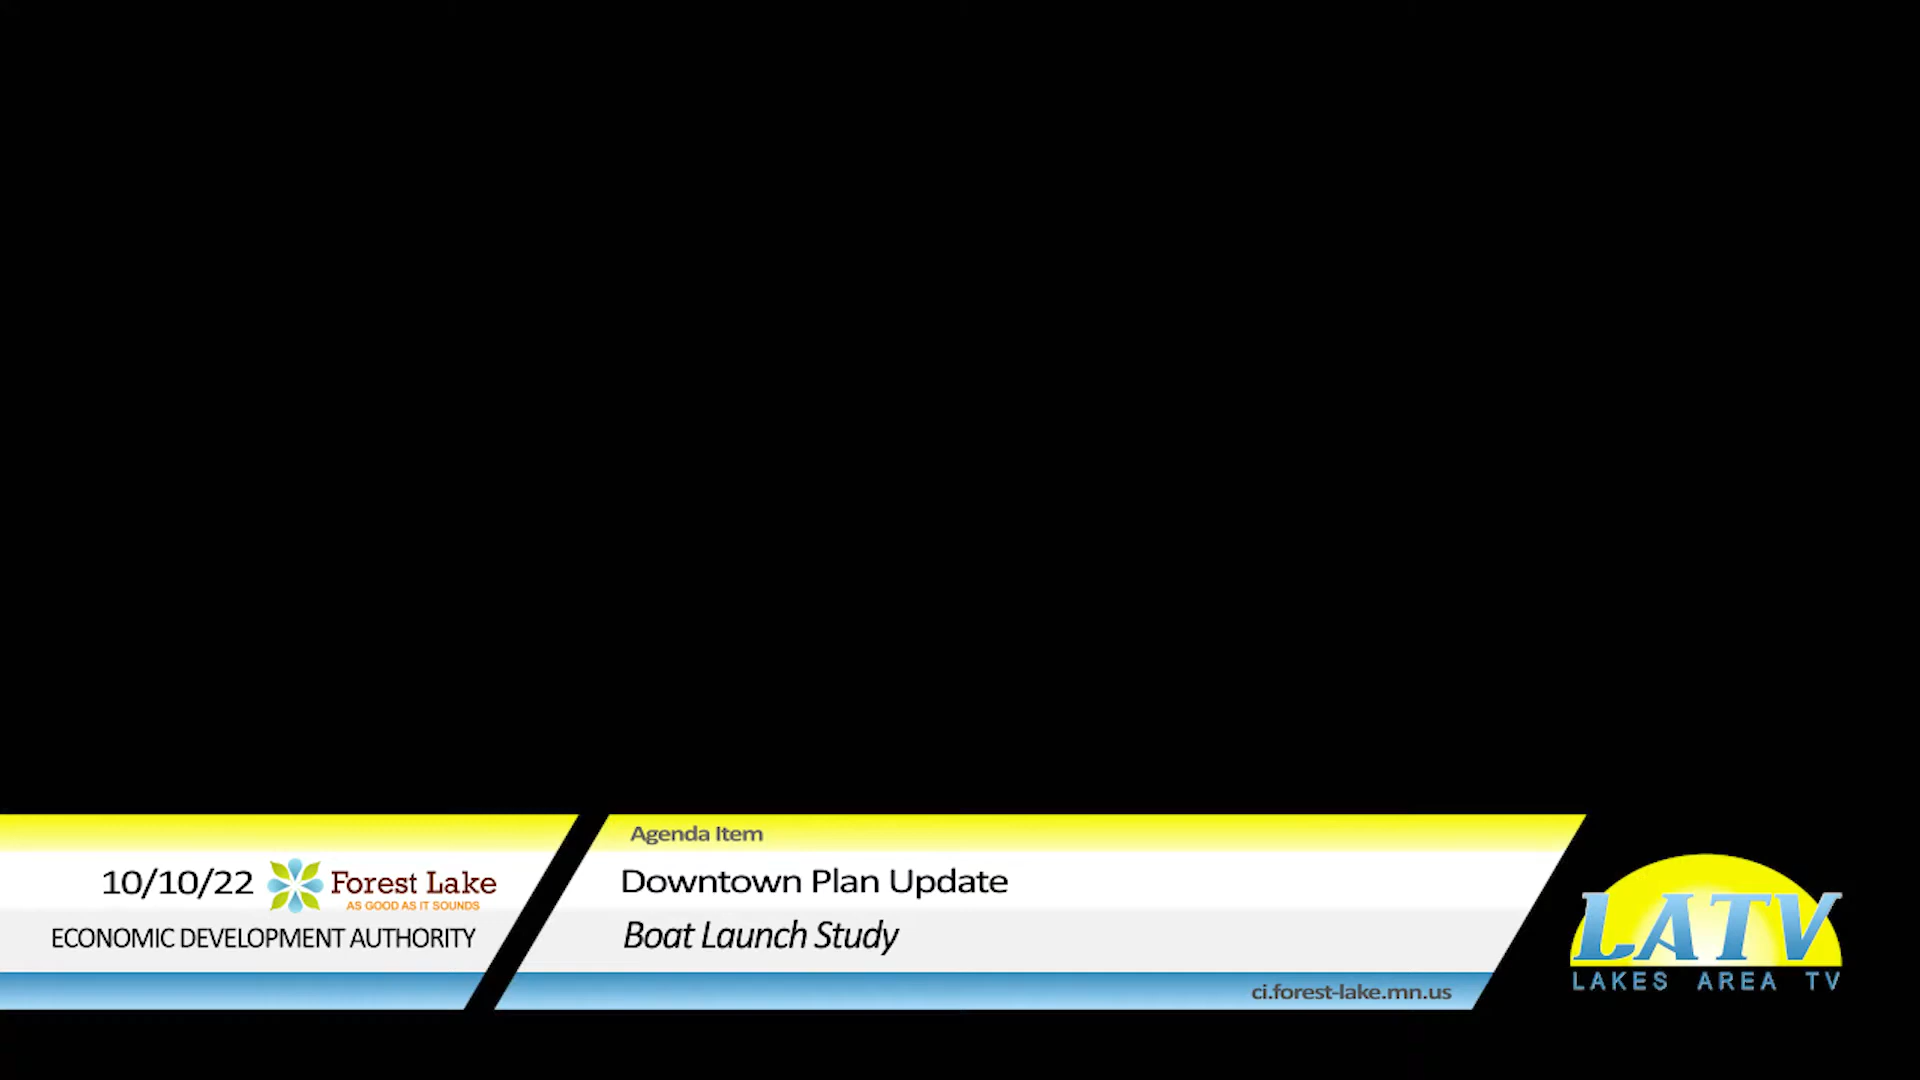 10/10/22
Forest Lake
AS GOOD AS IT SOUNDS
ECONOMIC DEVELOPMENT AUTHORITY
Agenda Item
Downtown Plan Update
Boat Launch Study
ci.forest-lake.mn.us
LATV
LAKES AREA TV